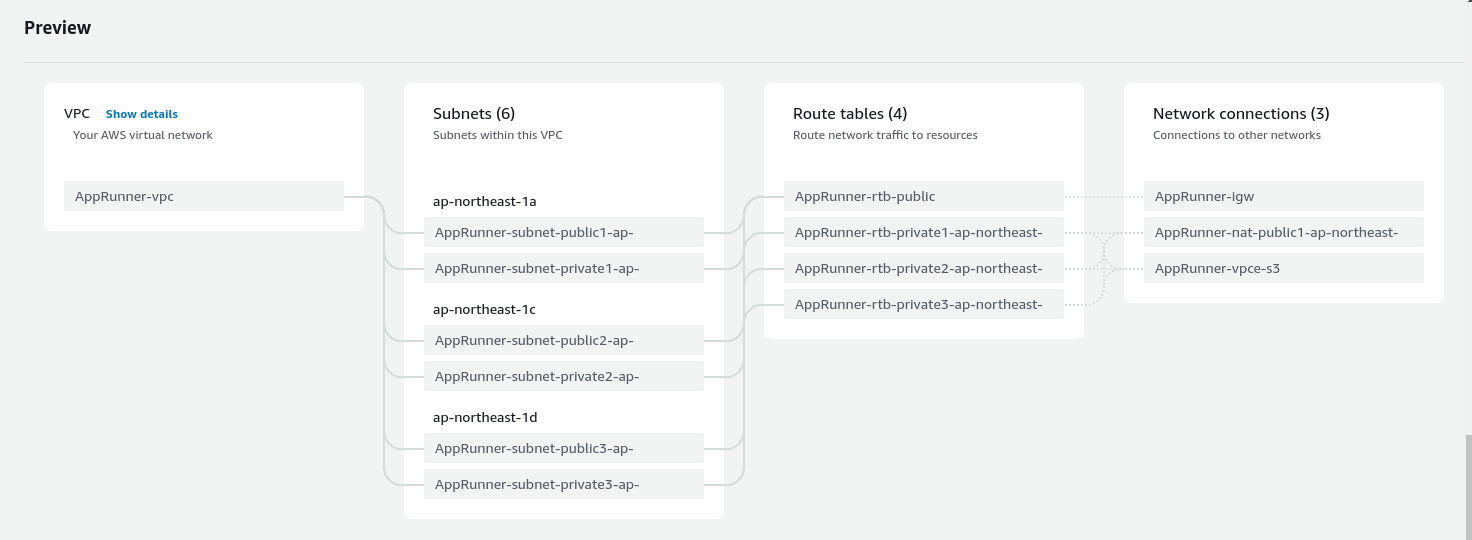 Preview
VPC Show details
Your AWS virtual network
AppRunner-vpc
Subnets (6)
Subnets within this VPC
ap-northeast-1a
AppRunner-subnet-public1-ap-
AppRunner-subnet-private1-ap-
ap-northeast-1c
AppRunner-subnet-public2-ap-
AppRunner-subnet-private2-ap-
ap-northeast-1d
AppRunner-subnet-public3-ap-
AppRunner-subnet-private3-ap-
Route tables (4)
Route network traffic to resources
AppRunner-rtb-public
AppRunner-rtb-private1-ap-northeast-
AppRunner-rtb-private2-ap-northeast-
AppRunner-rtb-private3-ap-northeast-
Network connections (3)
Connections to other networks
AppRunner-igw
AppRunner-nat-public1-ap-northeast-
AppRunner-vpce-s3